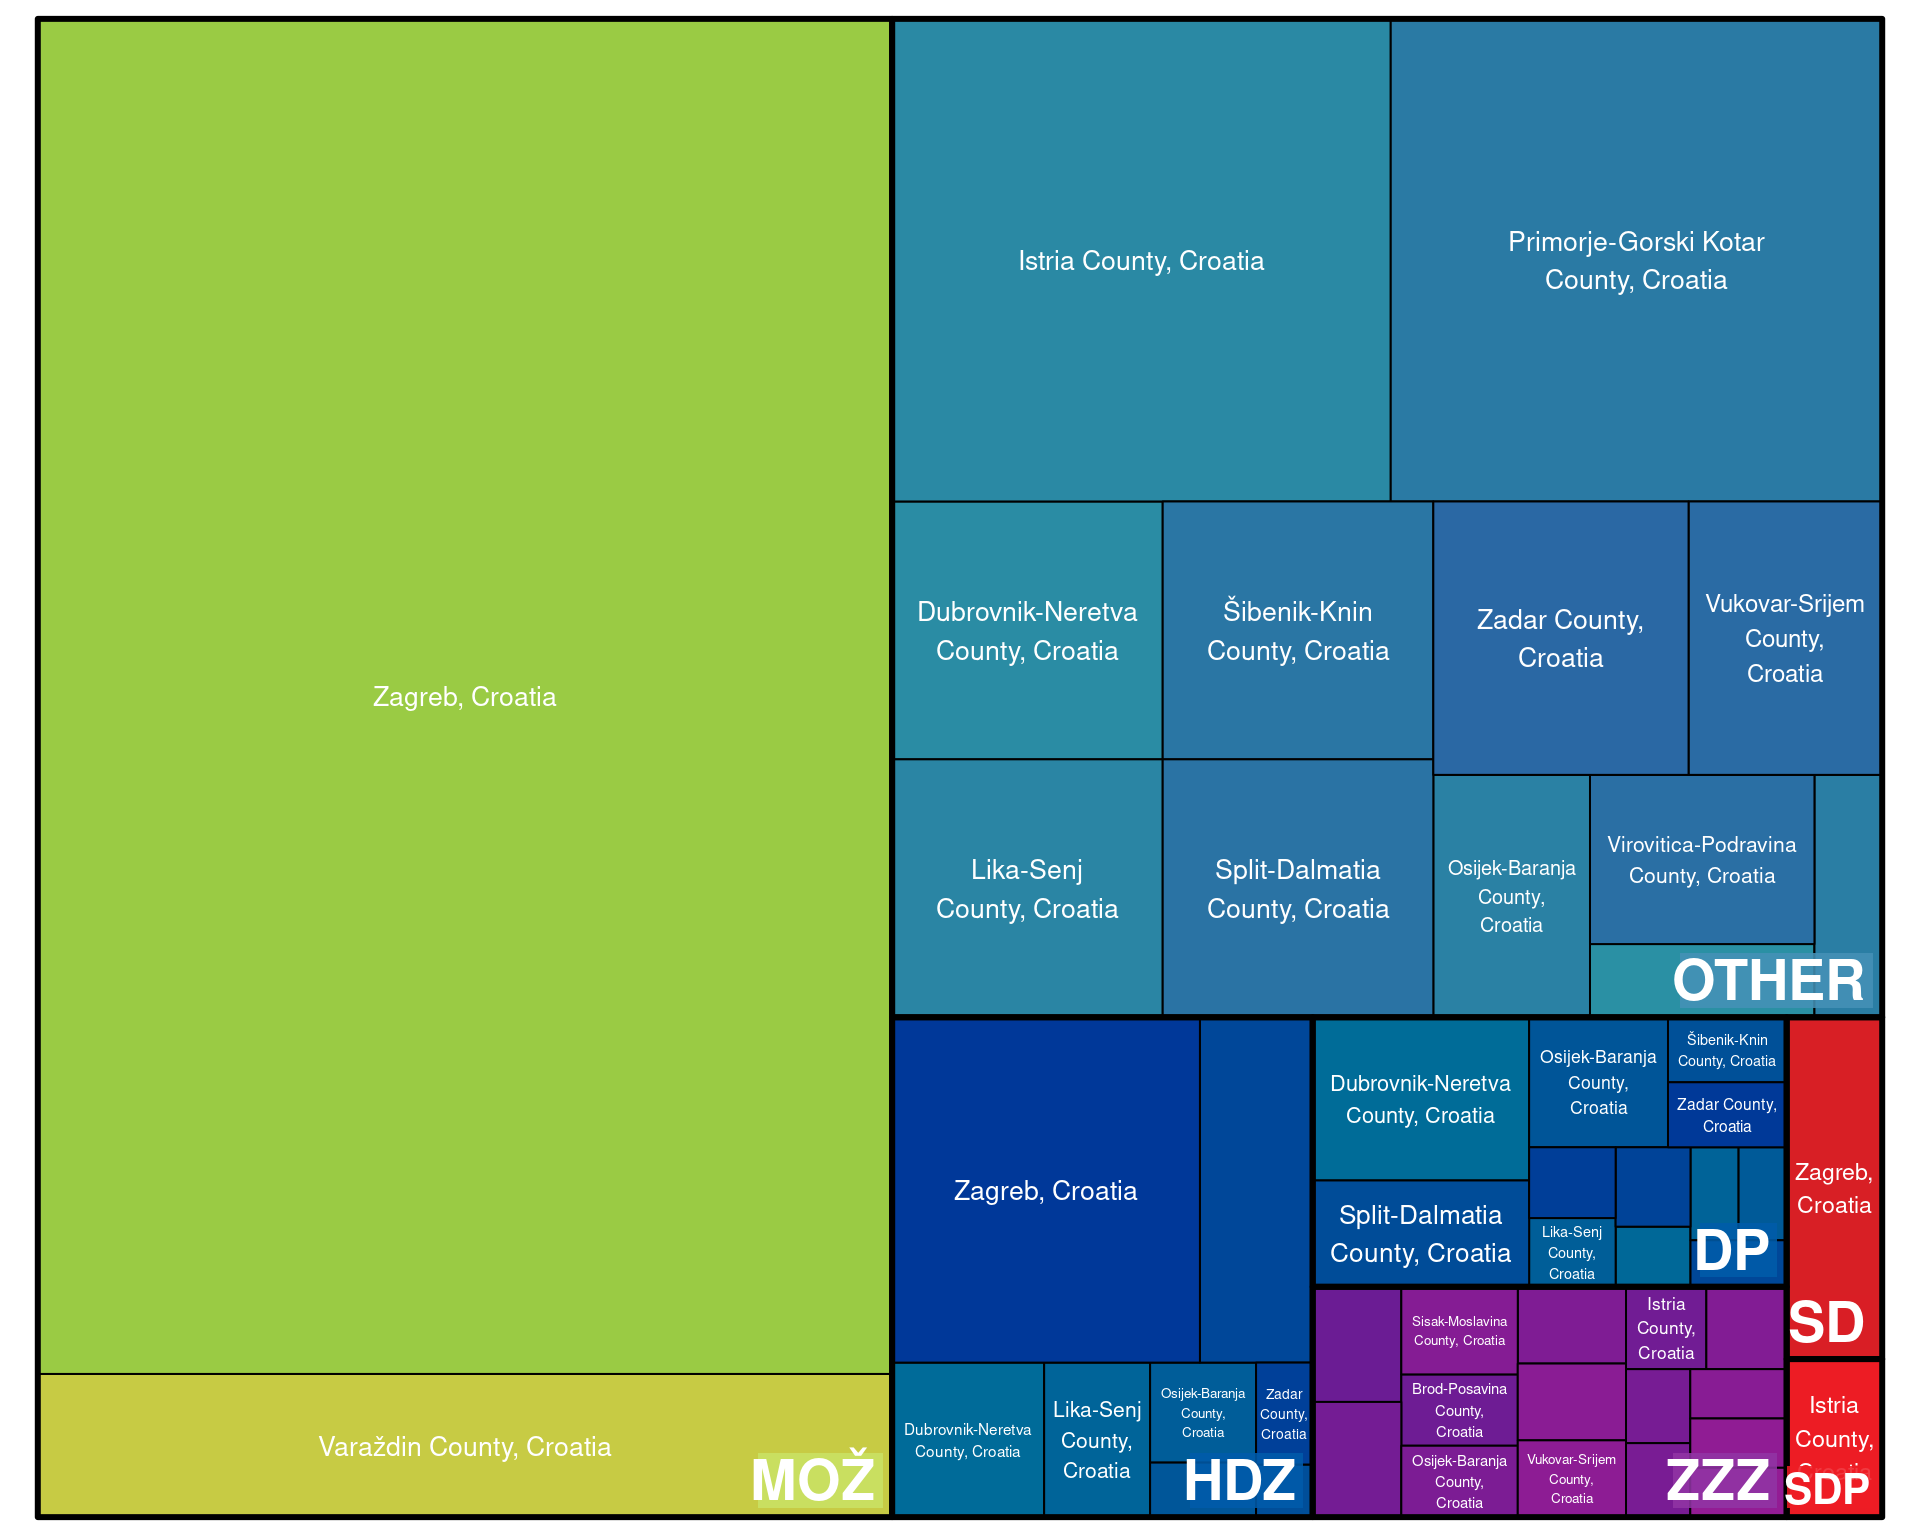 Zagreb, Croatia
Varaždin County, Croatia
MOŽ
Istria County, Croatia
Primorje-Gorski Kotar
County, Croatia
Dubrovnik-Neretva
County, Croatia
Šibenik-Knin
County, Croatia
Zadar County,
Croatia
Vukovar-Srijem
County,
Croatia
Lika-Senj
County, Croatia
Split-Dalmatia
County, Croatia
Osijek-Baranja
County,
Croatia
Virovitica-Podravina
County, Croatia
OTHER
Zagreb, Croatia
Dubrovnik-Neretva
County, Croatia
Lika-Senj
County,
Croatia
Osijek-Baranja
County,
Croatia
Zadar
County,
Croatia
HDZ
Dubrovnik-Neretva
County, Croatia
Split-Dalmatia
County, Croatia
Osijek-Baranja
County,
Croatia
Šibenik-Knin
County, Croatia
Zadar County,
Croatia
Lika-Senj
County,
Croatia
DP
Sisak-Moslavina
County, Croatia
Brod-Posavina
County,
Croatia
Osijek-Baranja
County,
Croatia
Vukovar-Srijem
County,
Croatia
Istria
County,
Croatia
ZZZ
Zagreb,
Croatia
SD
Istria
County,
Croatia
SDP